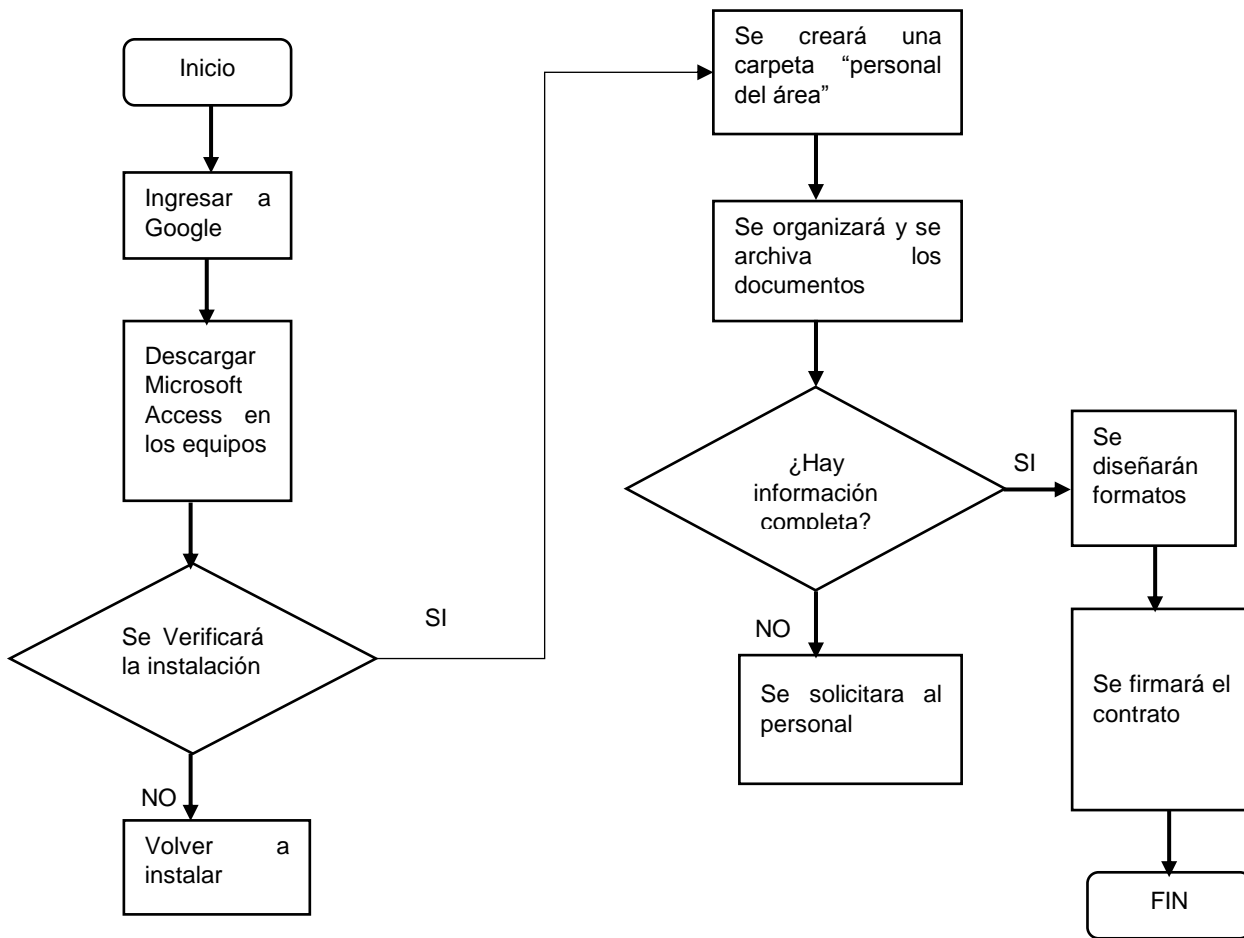 Inicio
Ingresar a
Google
Descargar
Microsoft
Access en
los equipos
Se Verificará
la instalación
SI
NO
Volver a
instalar
Se creará una
carpeta “personal
del área”
Se organizará y se
archiva los
documentos
¿Hay
información
completa?
SI
NO
Se solicitara al
personal
Se
diseñarán
formatos
Se firmará el
contrato
FIN